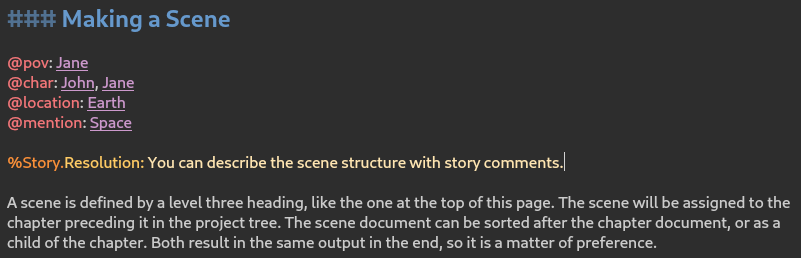 ### Making a Scene
@pov: Jane
@char: John, Jane
@location: Earth
@mention: Space
%Story.Resolution: You can describe the scene structure with story comments.
A scene is defined by a level three heading, like the one at the top of this page. The scene will be assigned to the
chapter preceding it in the project tree. The scene document can be sorted after the chapter document, or as a
child of the chapter. Both result in the same output in the end, so it is a matter of preference.